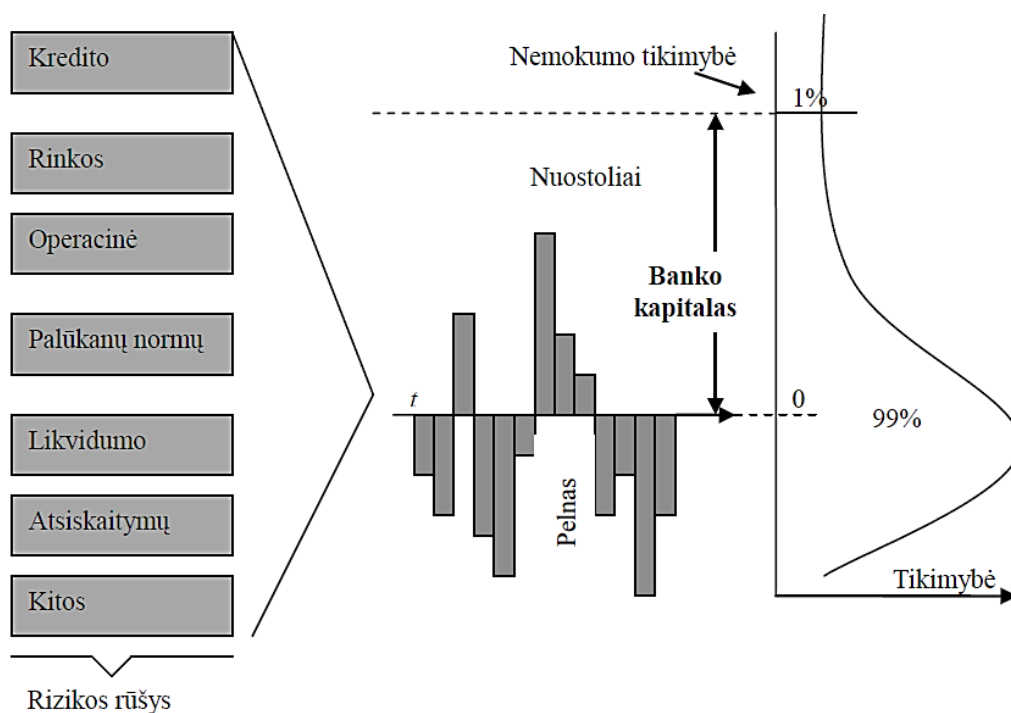 Kredito
Rinkos
Operacinė
Palūkanų normų
Likvidumo
Atsiskaitymų
Kitos
Rizikos rūšys
Nemokumo tikimybė
1%
Nuostoliai
Banko
kapitalas
t
0
99%
Pelnas
Tikimybė